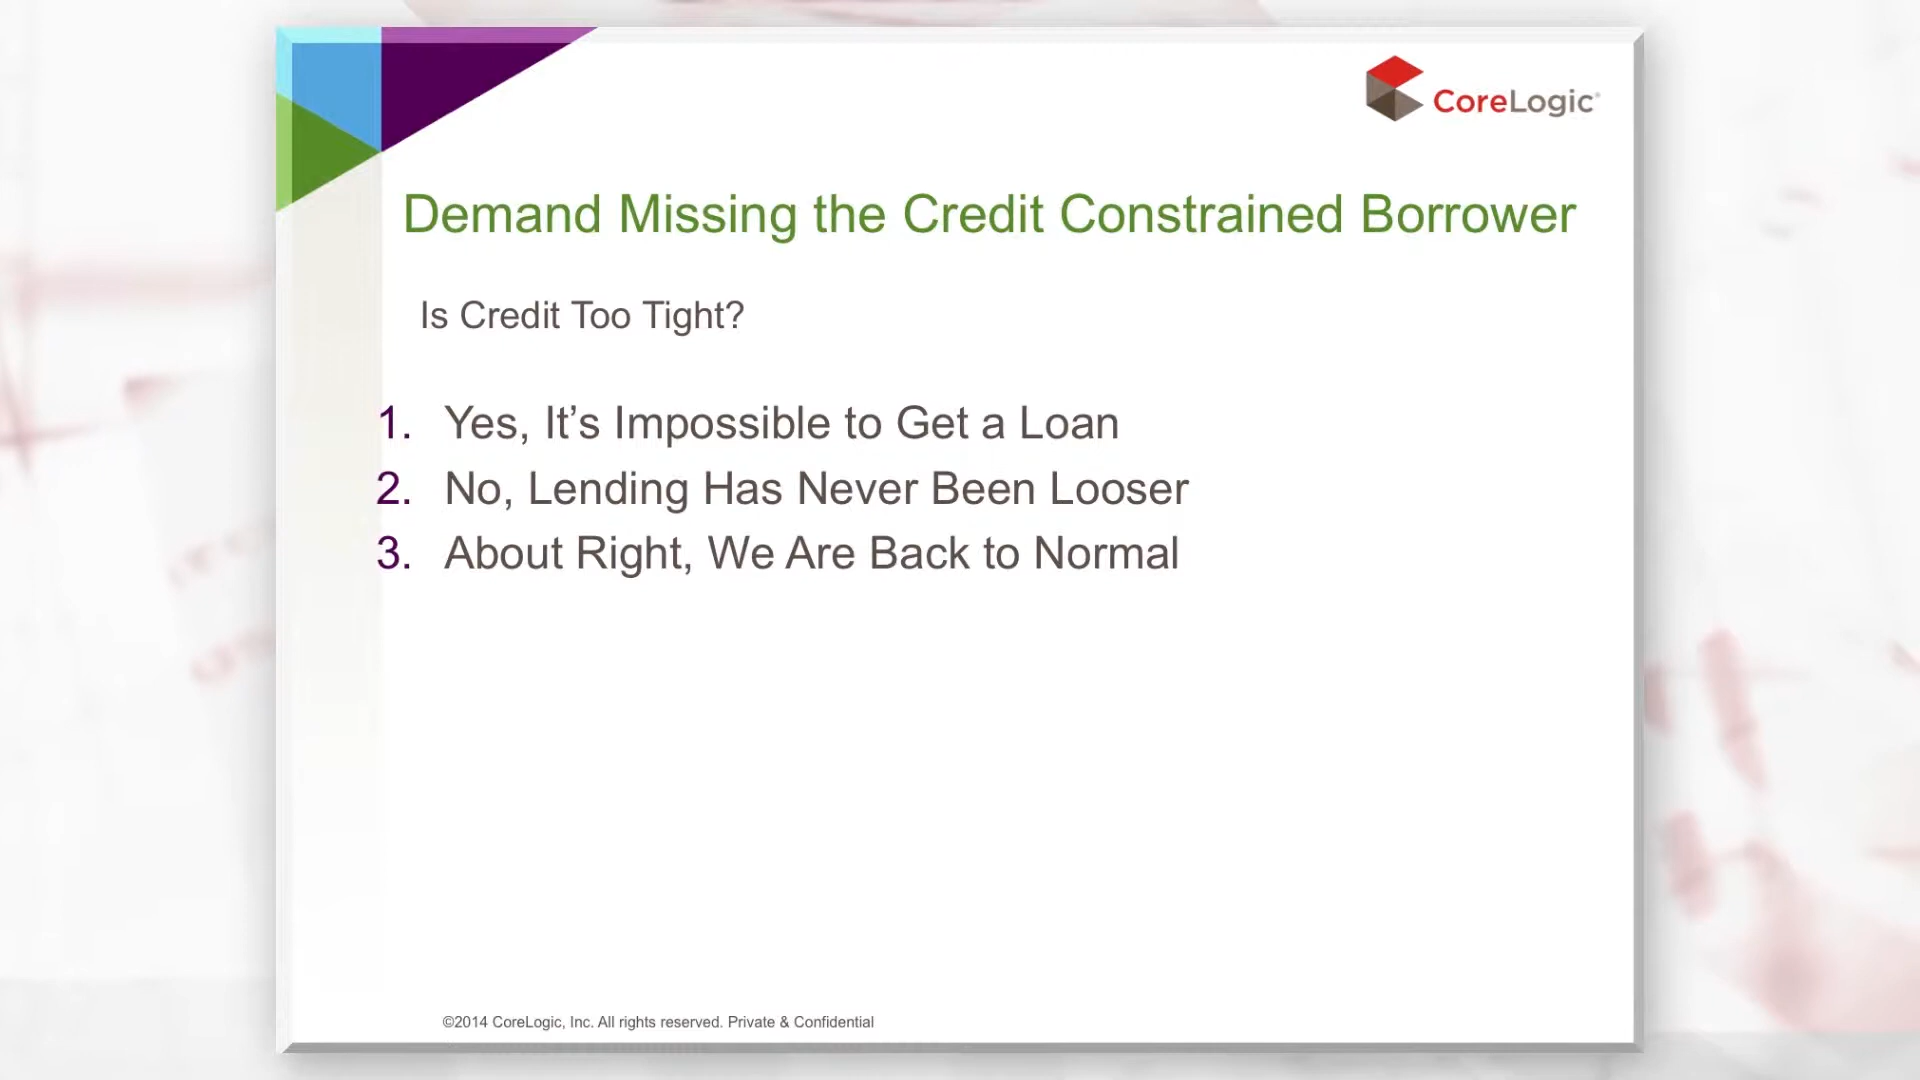 CoreLogic®
Demand Missing the Credit Constrained Borrower
Is Credit Too Tight?
1. Yes, It’s Impossible to Get a Loan
2. No, Lending Has Never Been Looser
3. About Right, We Are Back to Normal
©2014 CoreLogic, Inc. All rights reserved. Private & Confidential